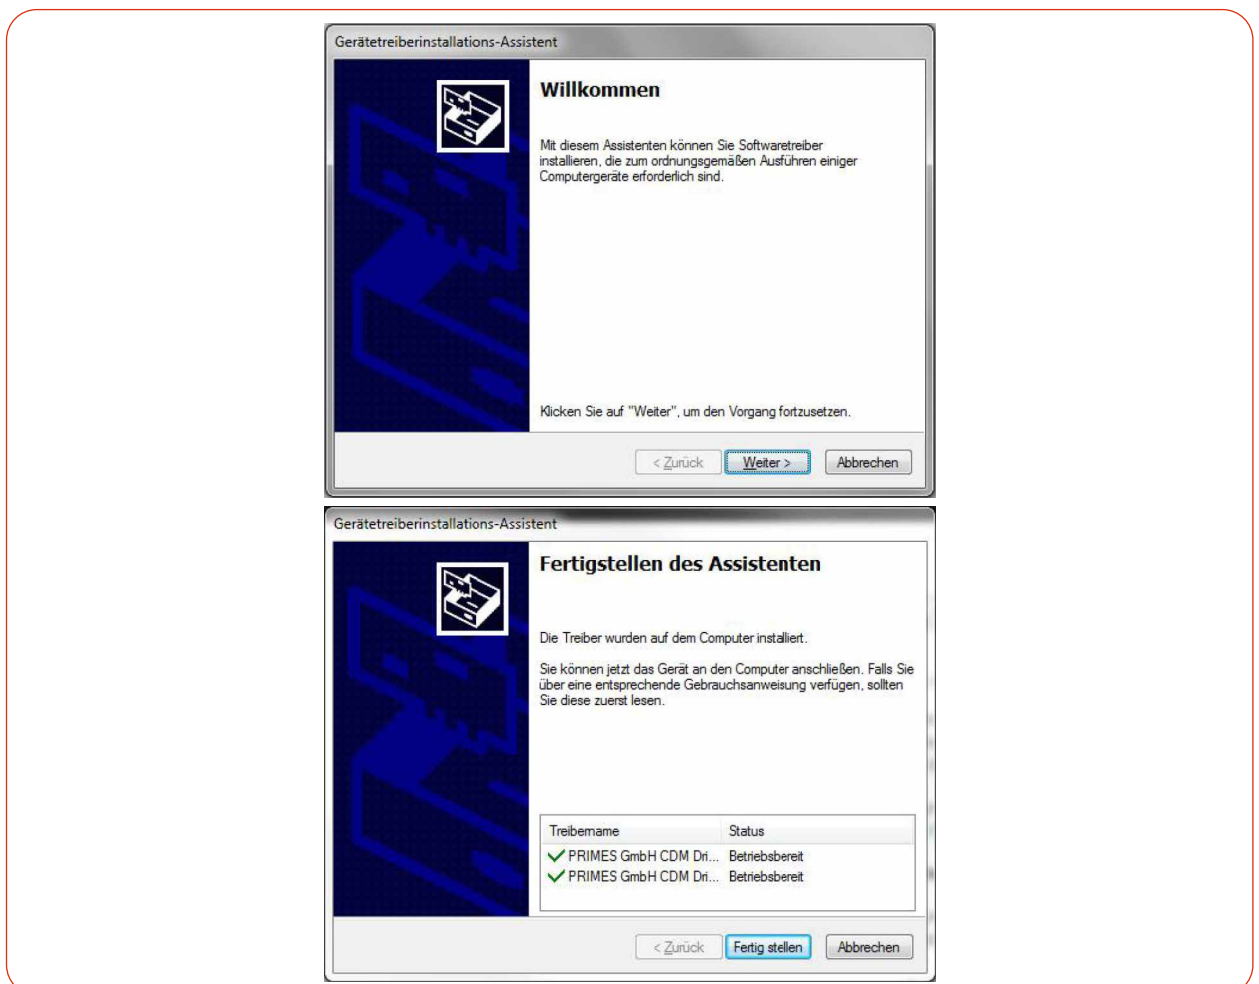 Gerätetreiberinstallations-Assistent
Willkommen
Mit diesem Assistenten können Sie Softwaretreiber
installieren, die zum ordnungsgemäßen Ausführen einiger
Computergeräte erforderlich sind.
Klicken Sie auf "Weiter", um den Vorgang fortzusetzen.
< Zurück Weiter > Abbrechen
Gerätetreiberinstallations-Assistent
Fertigstellen des Assistenten
Die Treiber wurden auf dem Computer installiert.
Sie können jetzt das Gerät an den Computer anschließen. Falls Sie
über eine entsprechende Gebrauchsanweisung verfügen, sollten
Sie diese zuerst lesen.
Treibername Status
PRIMES GmbH CDM Dri... Betriebsbereit
PRIMES GmbH CDM Dri... Betriebsbereit
< Zurück Fertig stellen Abbrechen